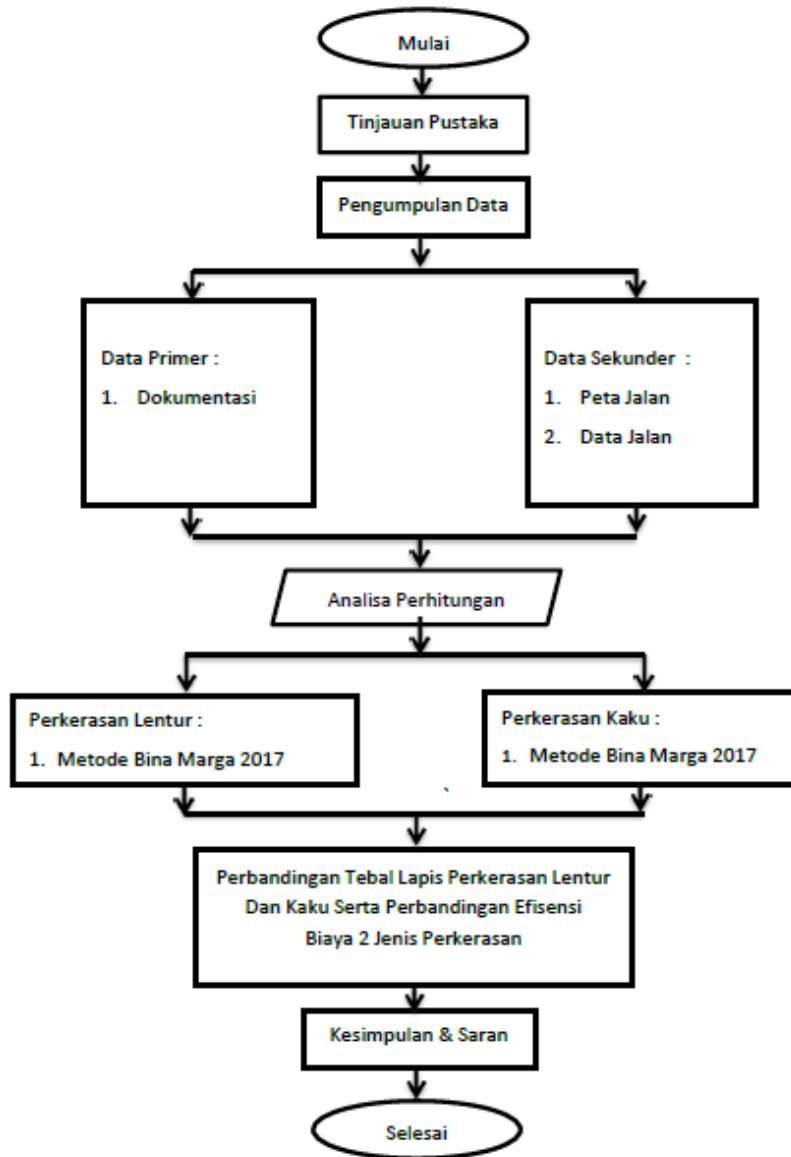 Mulai
Tinjauan Pustaka
Pengumpulan Data
Data Primer :
1. Dokumentasi
Data Sekunder :
1. Peta Jalan
2. Data Jalan
Analisa Perhitungan
Perkerasan Lentur :
1. Metode Bina Marga 2017
Perkerasan Kaku :
1. Metode Bina Marga 2017
Perbandingan Tebal Lapis Perkerasan Lentur
Dan Kaku Serta Perbandingan Efisensi
Biaya 2 Jenis Perkerasan
Kesimpulan & Saran
Selesai